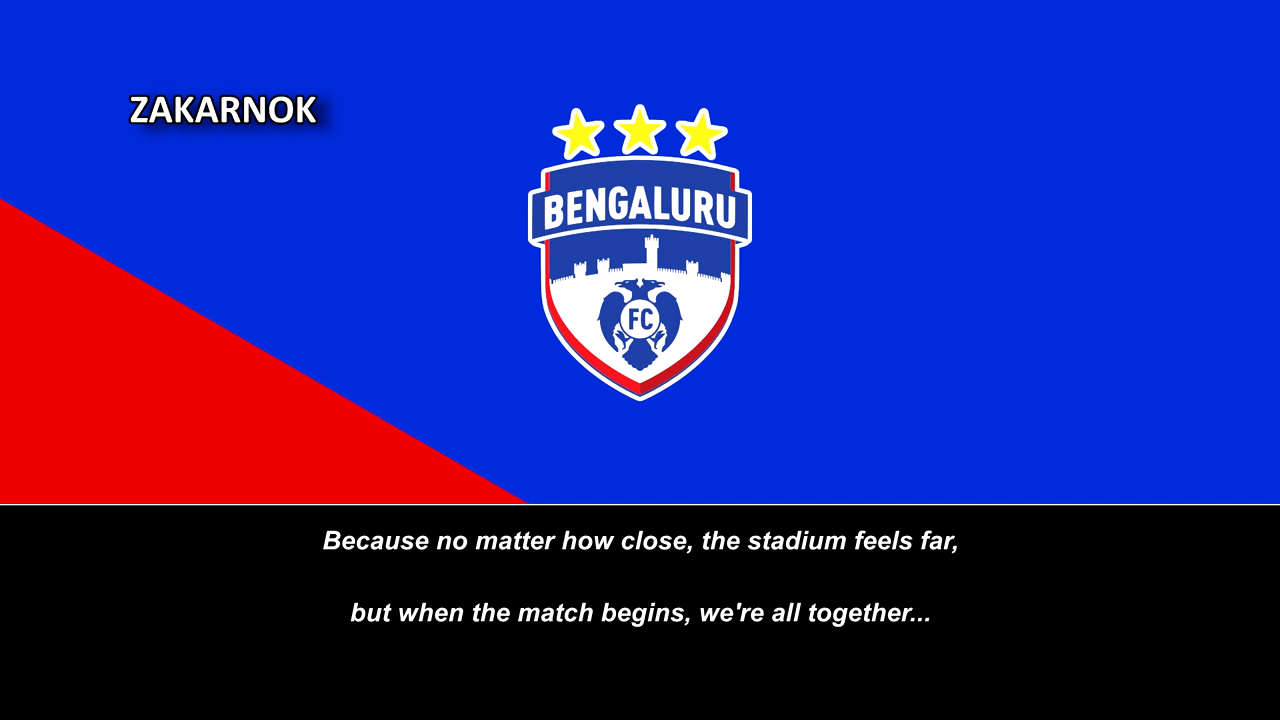 ZAKARNOK
BENGALURU
FC
Because no matter how close, the stadium feels far,
but when the match begins, we're all together...